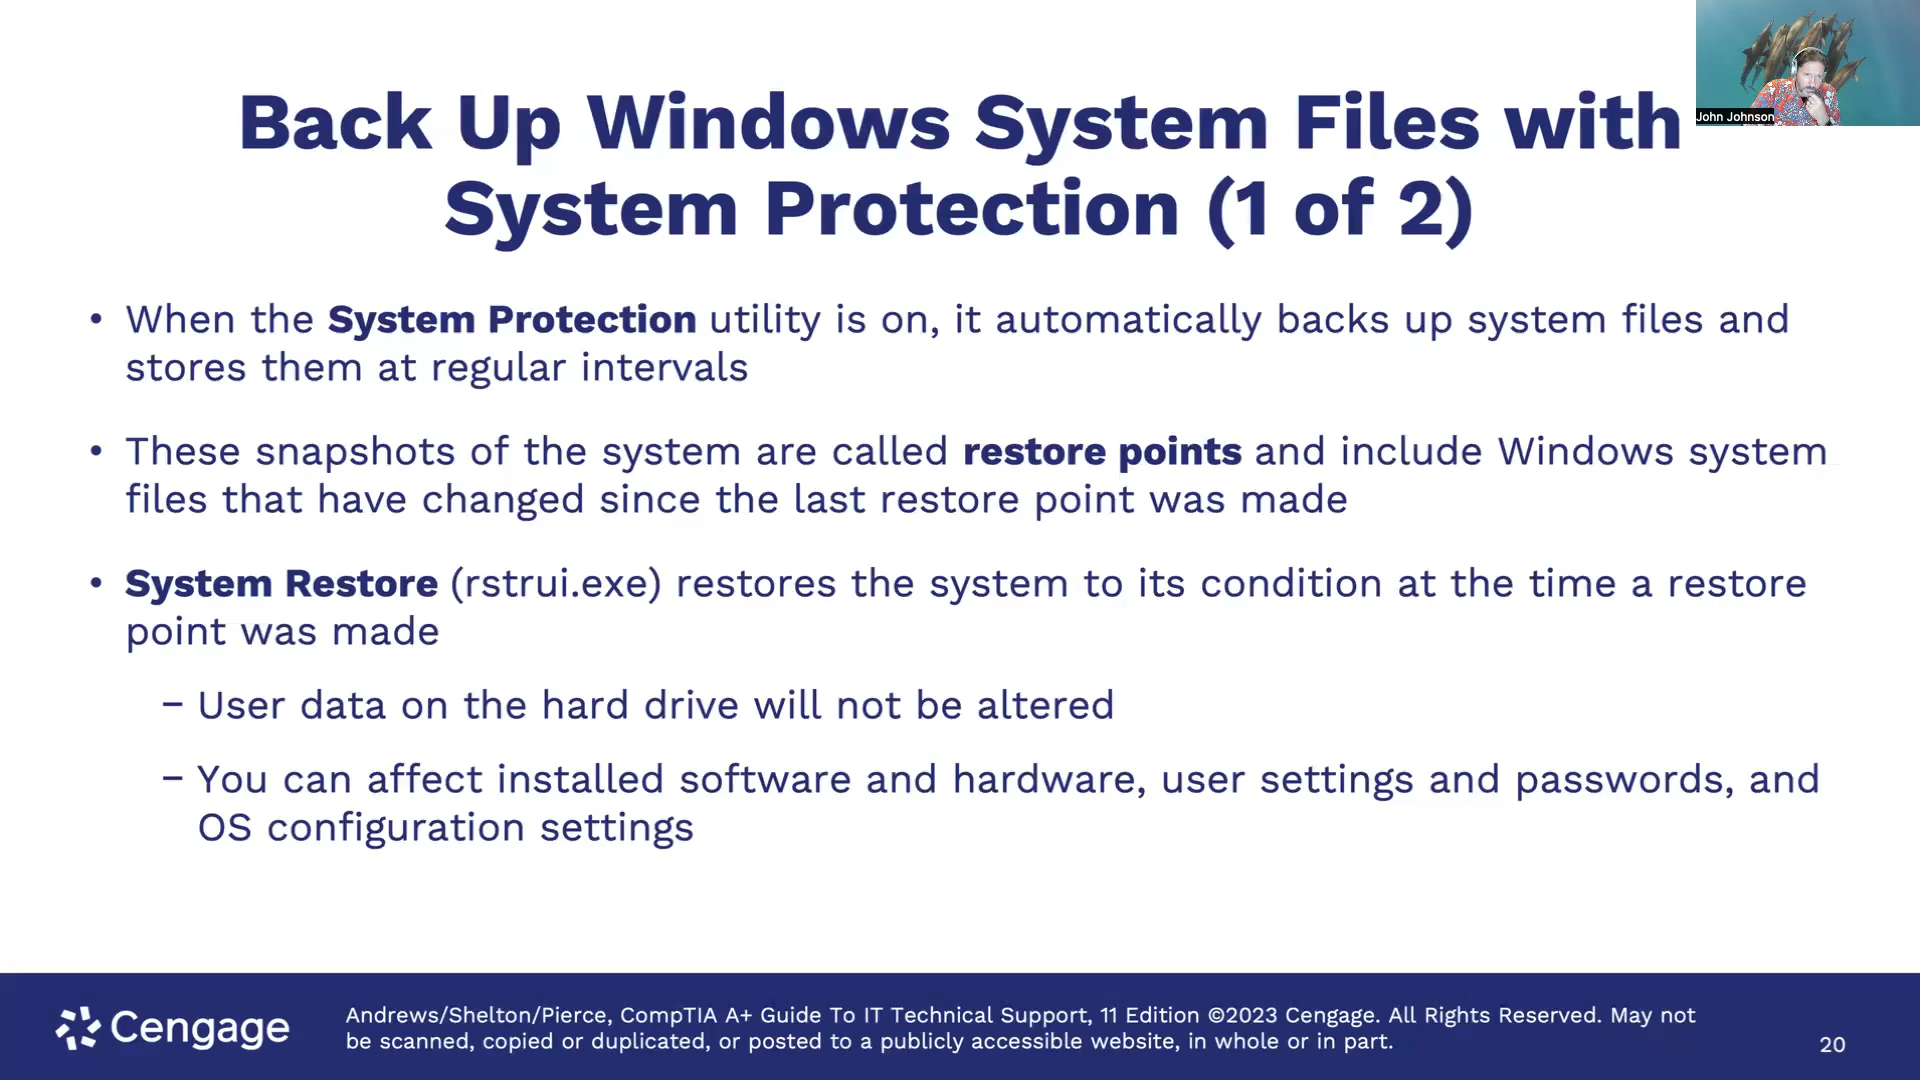 John Johnson
Back Up Windows System Files with
System Protection (1 of 2)
• When the System Protection utility is on, it automatically backs up system files and
stores them at regular intervals
• These snapshots of the system are called restore points and include Windows system
files that have changed since the last restore point was made
• System Restore (rstrui.exe) restores the system to its condition at the time a restore
point was made
– User data on the hard drive will not be altered
– You can affect installed software and hardware, user settings and passwords, and
OS configuration settings
Cengage
Andrews/Shelton/Pierce, CompTIA A+ Guide To IT Technical Support, 11 Edition ©2023 Cengage. All Rights Reserved. May not
be scanned, copied or duplicated, or posted to a publicly accessible website, in whole or in part.
20